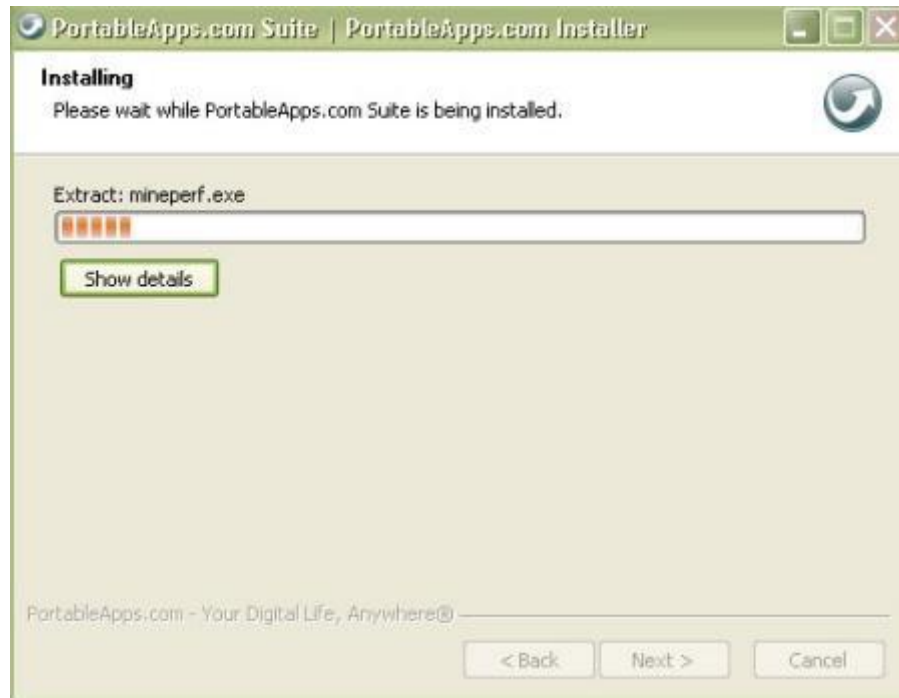 PortableApps.com Suite | PortableApps.com Installer
Installing
Please wait while PortableApps.com Suite is being installed.
Extract: mineperf.exe
Show details
PortableApps.com - Your Digital Life, Anywhere®
< Back
Next >
Cancel